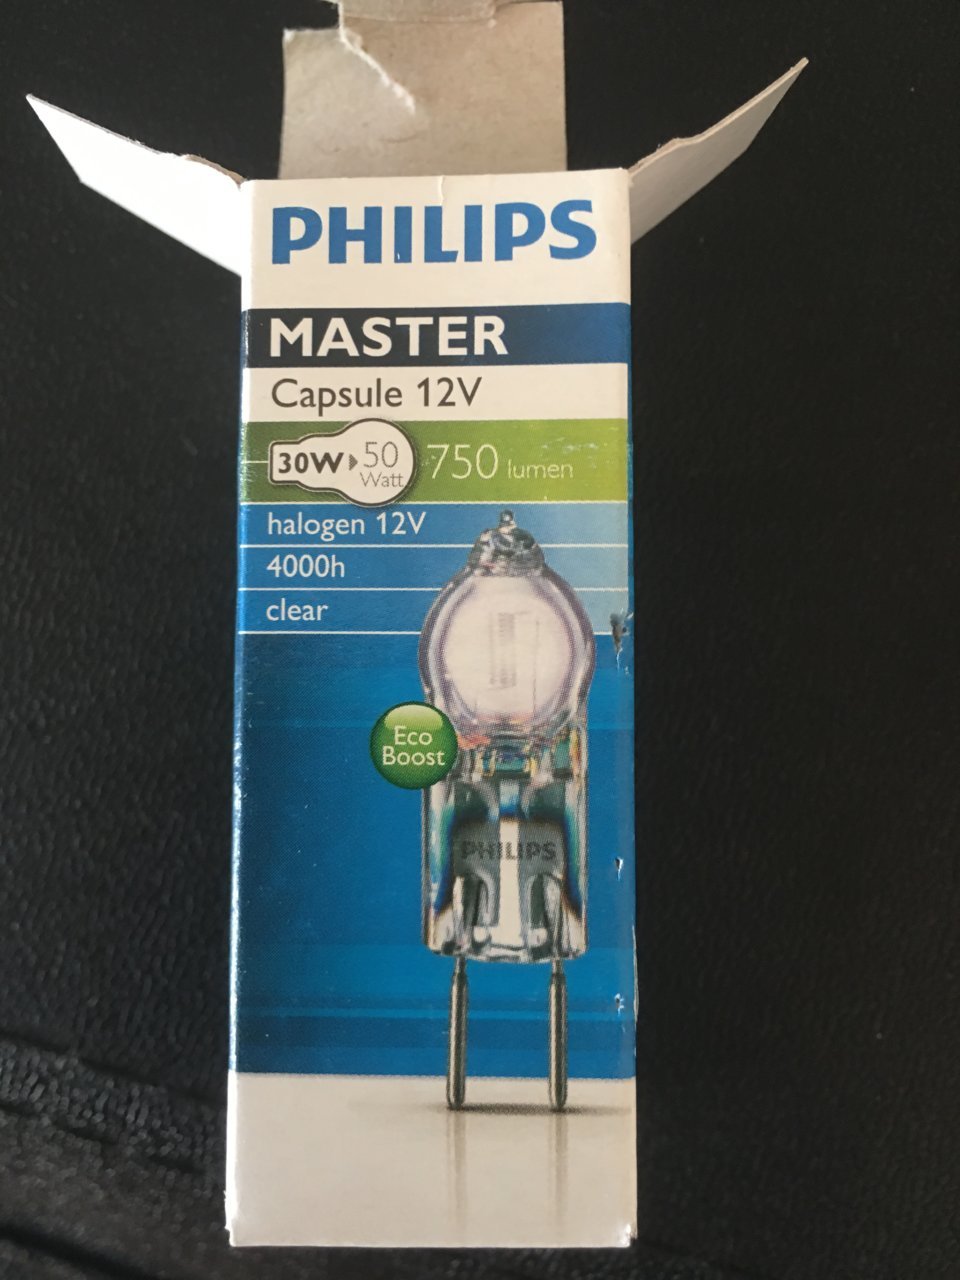 PHILIPS
MASTER
Capsule 12V
30W 50 Watt 750 lumen
halogen 12V
4000h
clear
Eco
Boost
PHILIPS